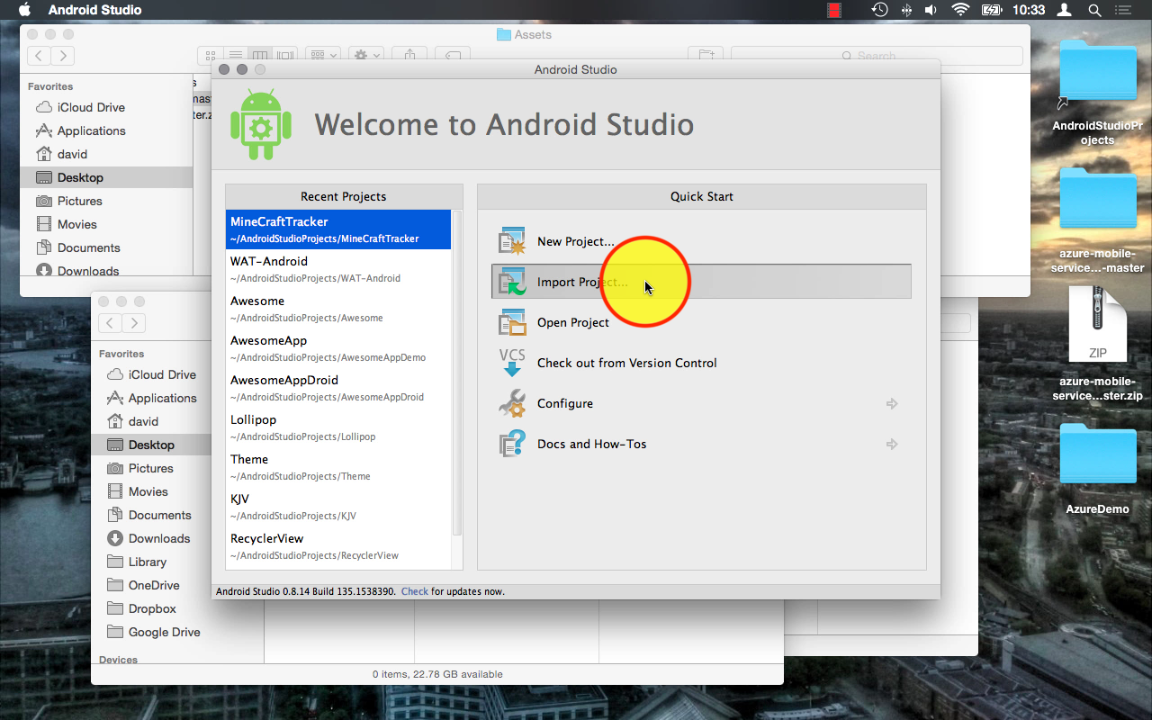 Android Studio
10:33
Assets
Search
Favorites
iCloud Drive
Applications
david
Desktop
Pictures
Movies
Documents
Downloads
Android Studio
Welcome to Android Studio
Recent Projects
MineCraftTracker
~/AndroidStudioProjects/MineCraftTracker
WAT-Android
~/AndroidStudioProjects/WAT-Android
Awesome
~/AndroidStudioProjects/Awesome
AwesomeApp
~/AndroidStudioProjects/AwesomeAppDemo
AwesomeAppDroid
~/AndroidStudioProjects/AwesomeAppDroid
Lollipop
~/AndroidStudioProjects/Lollipop
Theme
~/AndroidStudioProjects/Theme
KJV
~/AndroidStudioProjects/KJV
RecyclerView
~/AndroidStudioProjects/RecyclerView
Quick Start
New Project...
Import Project...
Open Project
VCS
Check out from Version Control
Configure
Docs and How-Tos
Android Studio 0.8.14 Build 135.1538390. Check for updates now.
Favorites
iCloud Drive
Applications
david
Desktop
Pictures
Movies
Documents
Downloads
Library
OneDrive
Dropbox
Google Drive
Devices
0 items, 22.78 GB available
AndroidStudioPr
ojects
azure-mobile-
service...-master
ZIP
azure-mobile-
service...ster.zip
AzureDemo